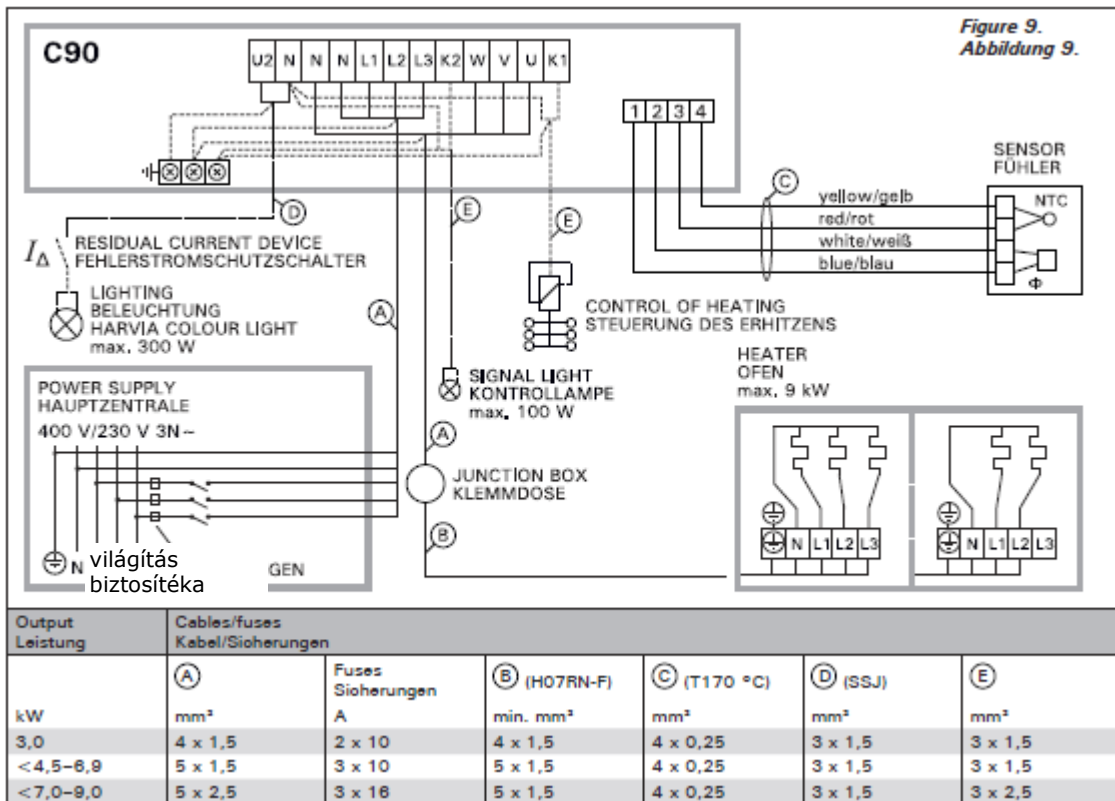 Figure 9.
Abbildung 9.
C90
U2 N N N L1 L2 L3 K2 W V U K1
1 2 3 4
SENSOR
FÜHLER
NTC
C
yellow/gelb
red/rot
white/weiß
blue/blau
Φ
D
E
E
IΔ RESIDUAL CURRENT DEVICE
FEHLERSTROMSCHUTZSCHALTER
LIGHTING
BELEUCHTUNG
HARVIA COLOUR LIGHT
max. 300 W
A
CONTROL OF HEATING
STEUERUNG DES ERHITZENS
SIGNAL LIGHT
KONTROLLAMPE
max. 100 W
HEATER
OFEN
max. 9 kW
POWER SUPPLY
HAUPTZENTRALE
400 V/230 V 3N~
A
JUNCTION BOX
KLEMMDOSE
B
N L1 L2 L3
N L1 L2 L3
N világítás
biztosítéka
GEN
Output
Leistung
Cables/fuses
Kabel/Sioherungen
A Fuses
Sioherungen B (H07RN-F) C (T170 °C) D (SSJ) E
kW mm² A min. mm² mm² mm² mm²
3,0 4 x 1,5 2 x 10 4 x 1,5 4 x 0,25 3 x 1,5 3 x 1,5
<4,5–6,9 5 x 1,5 3 x 10 5 x 1,5 4 x 0,25 3 x 1,5 3 x 1,5
<7,0–9,0 5 x 2,5 3 x 16 5 x 1,5 4 x 0,25 3 x 1,5 3 x 2,5